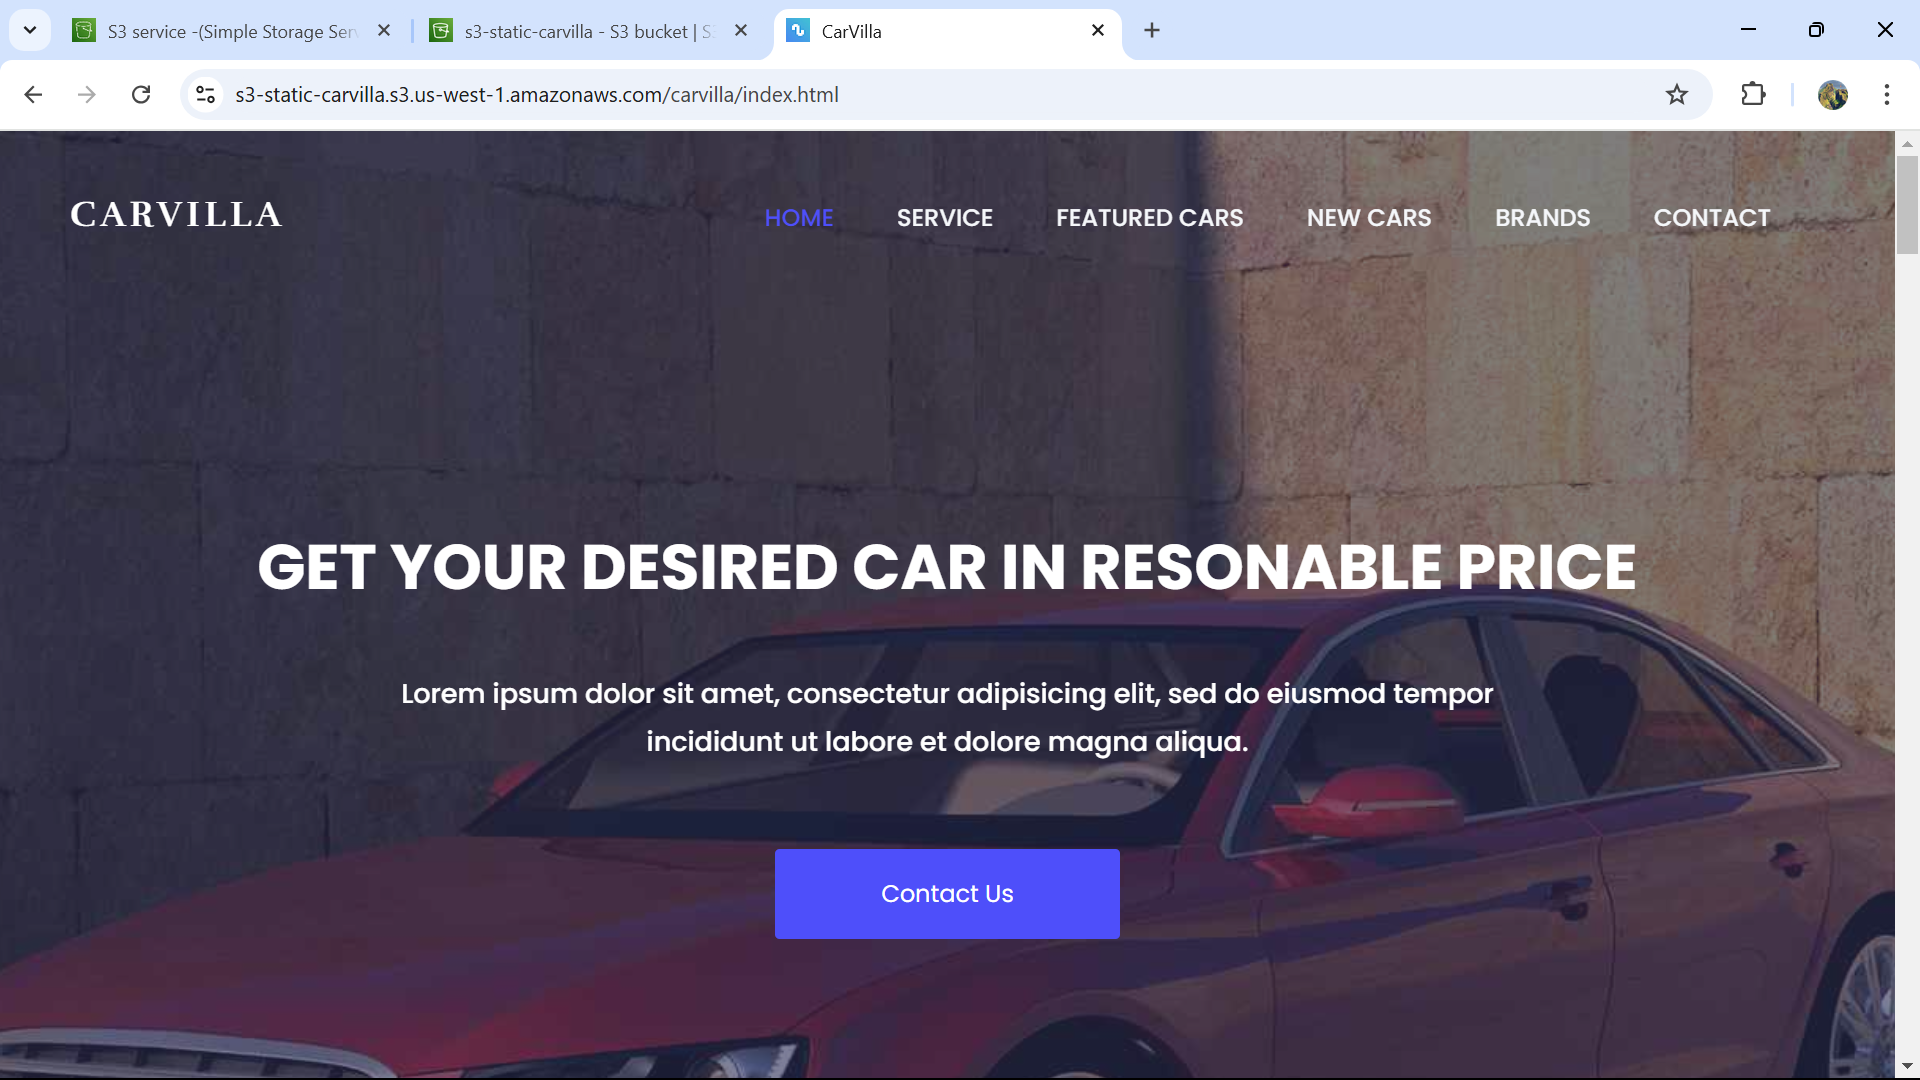 S3 service -(Simple Storage Ser
s3-static-carvilla - S3 bucket | S
CarVilla
s3-static-carvilla.s3.us-west-1.amazonaws.com/carvilla/index.html
CARVILLA
HOME SERVICE FEATURED CARS NEW CARS BRANDS CONTACT
GET YOUR DESIRED CAR IN RESONABLE PRICE
Lorem ipsum dolor sit amet, consectetur adipisicing elit, sed do eiusmod tempor
incididunt ut labore et dolore magna aliqua.
Contact Us